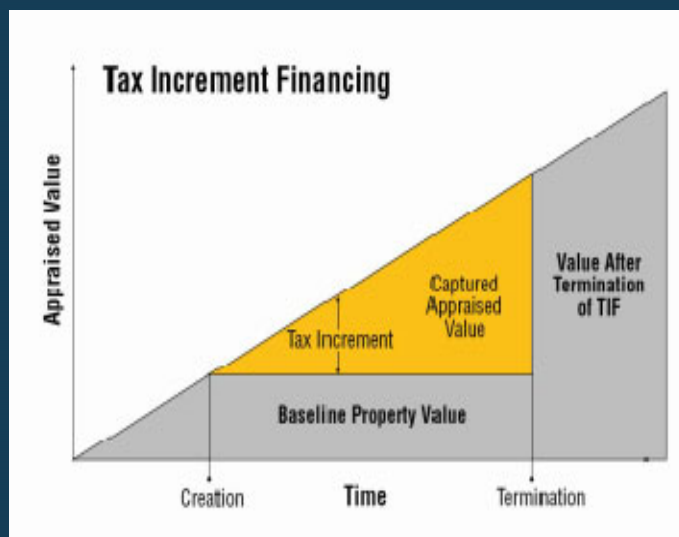 Tax Increment Financing
Appraised Value
Captured
Appraised
Value
Tax Increment
Value After
Termination
of TIF
Baseline Property Value
Creation
Time
Termination